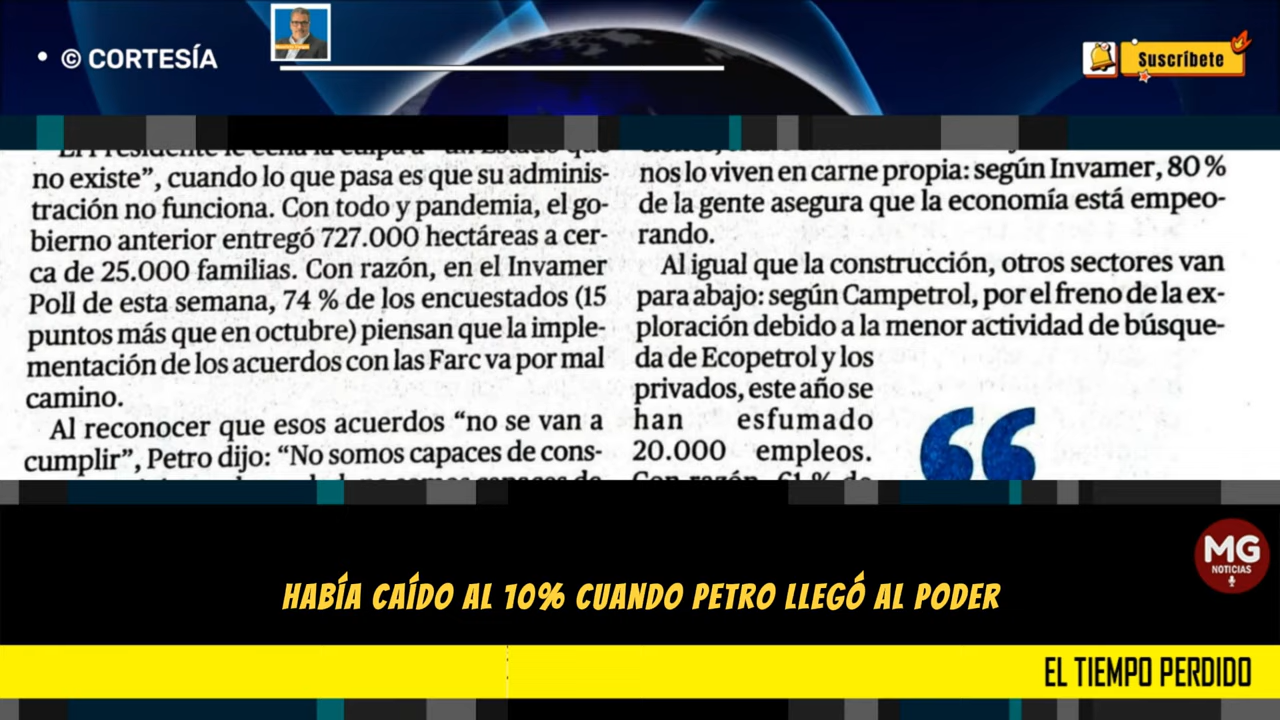 • © CORTESÍA
Suscríbete
no existe”, cuando lo que pasa es que su adminis-
tración no funciona. Con todo y pandemia, el go-
bierno anterior entregó 727.000 hectáreas a cer-
ca de 25.000 familias. Con razón, en el Invamer
Poll de esta semana, 74 % de los encuestados (15
puntos más que en octubre) piensan que la imple-
mentación de los acuerdos con las Farc va por mal
camino.
Al reconocer que esos acuerdos “no se van a
cumplir”, Petro dijo: “No somos capaces de cons-
nos lo viven en carne propia: según Invamer, 80 %
de la gente asegura que la economía está empeo-
rando.
Al igual que la construcción, otros sectores van
para abajo: según Campetrol, por el freno de la ex-
ploración debido a la menor actividad de búsque-
da de Ecopetrol y los
privados, este año se
han esfumado
20.000 empleos.
“
MG
NOTICIAS
HABÍA CAÍDO AL 10% CUANDO PETRO LLEGÓ AL PODER
EL TIEMPO PERDIDO